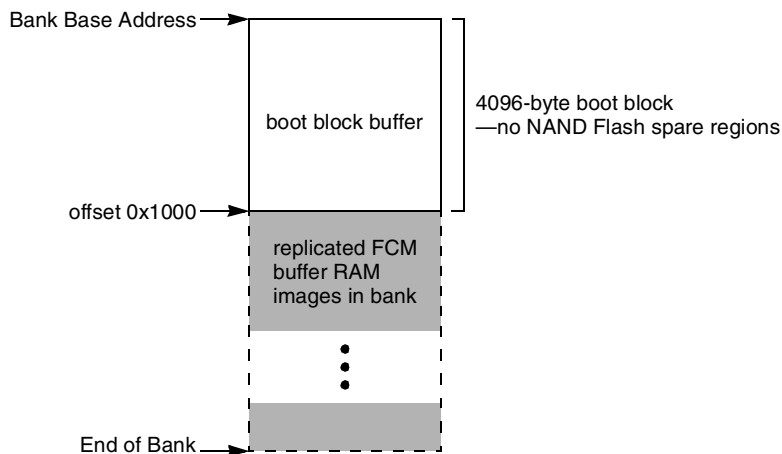 Bank Base Address
boot block buffer
4096-byte boot block
—no NAND Flash spare regions
offset 0x1000
replicated FCM
buffer RAM
images in bank
End of Bank